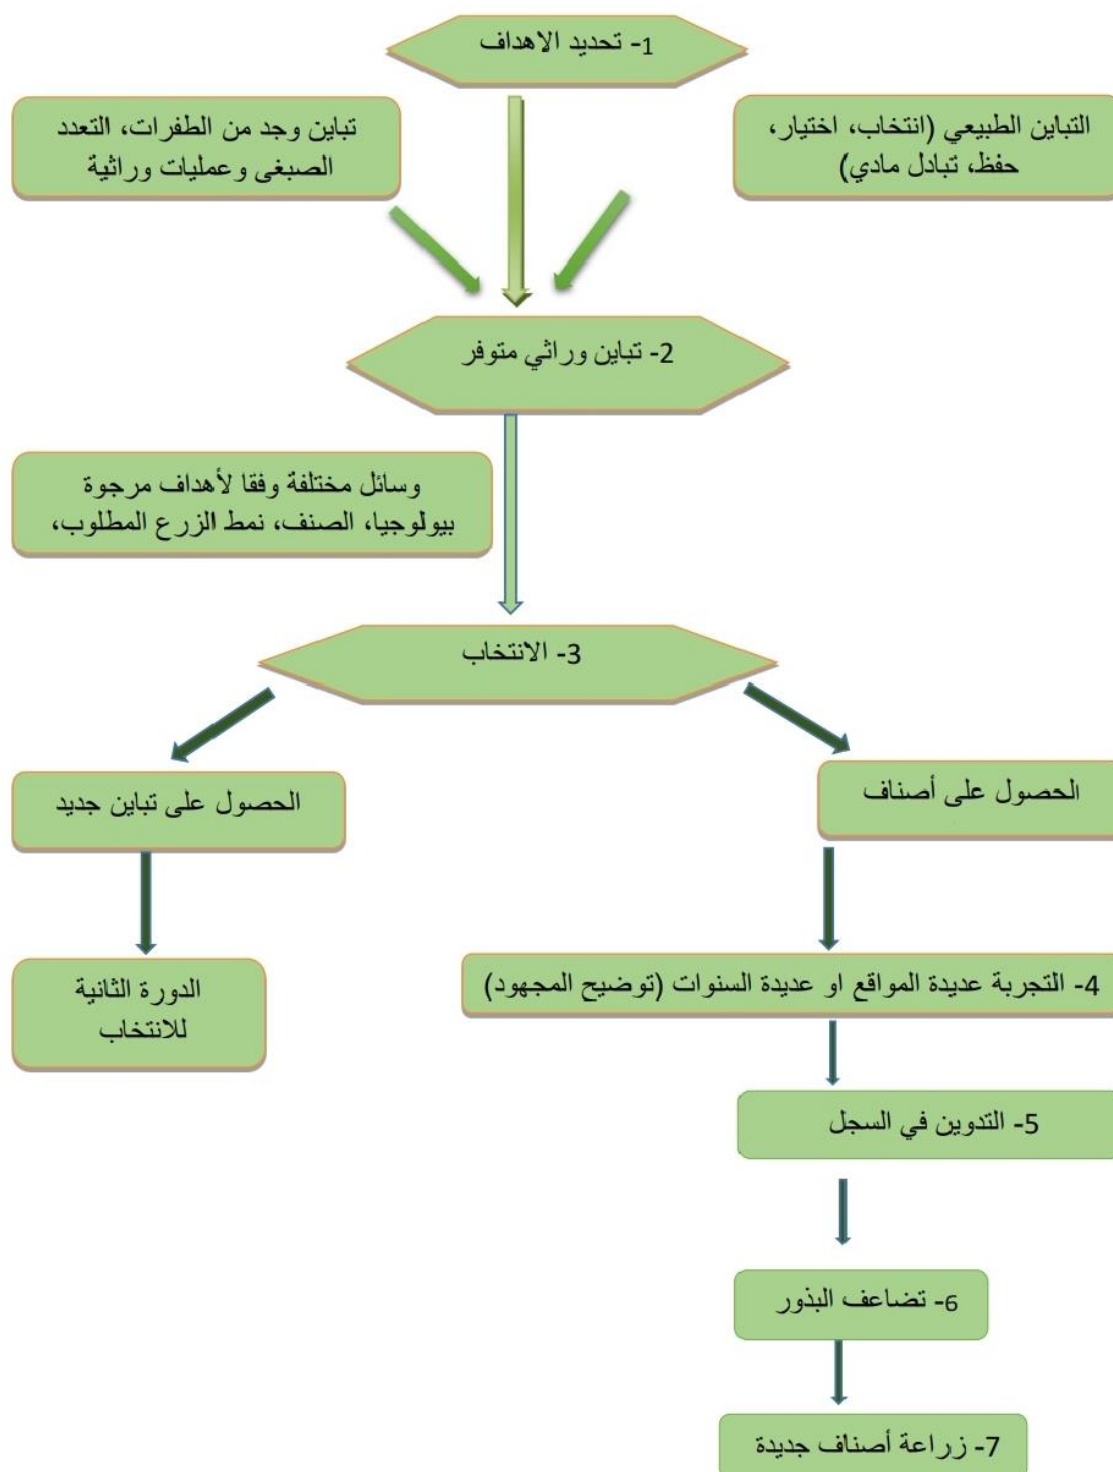 1- تحديد الاهداف
التباين الطبيعي (انتخاب، اختيار،
حفظ، تبادل مادي)
تباين وجد من الطفرات، التعدد
الصبغى وعمليات وراثية
2- تباين وراثي متوفر
وسائل مختلفة وفقا لأهداف مرجوة
بيولوجيا، الصنف، نمط الزرع المطلوب،
3- الانتخاب
الحصول على أصناف
الحصول على تباين جديد
4- التجربة عديدة المواقع او عديدة السنوات (توضيح المجهود)
الدورة الثانية
للانتخاب
5- التدوين في السجل
6- تضاعف البذور
7- زراعة أصناف جديدة